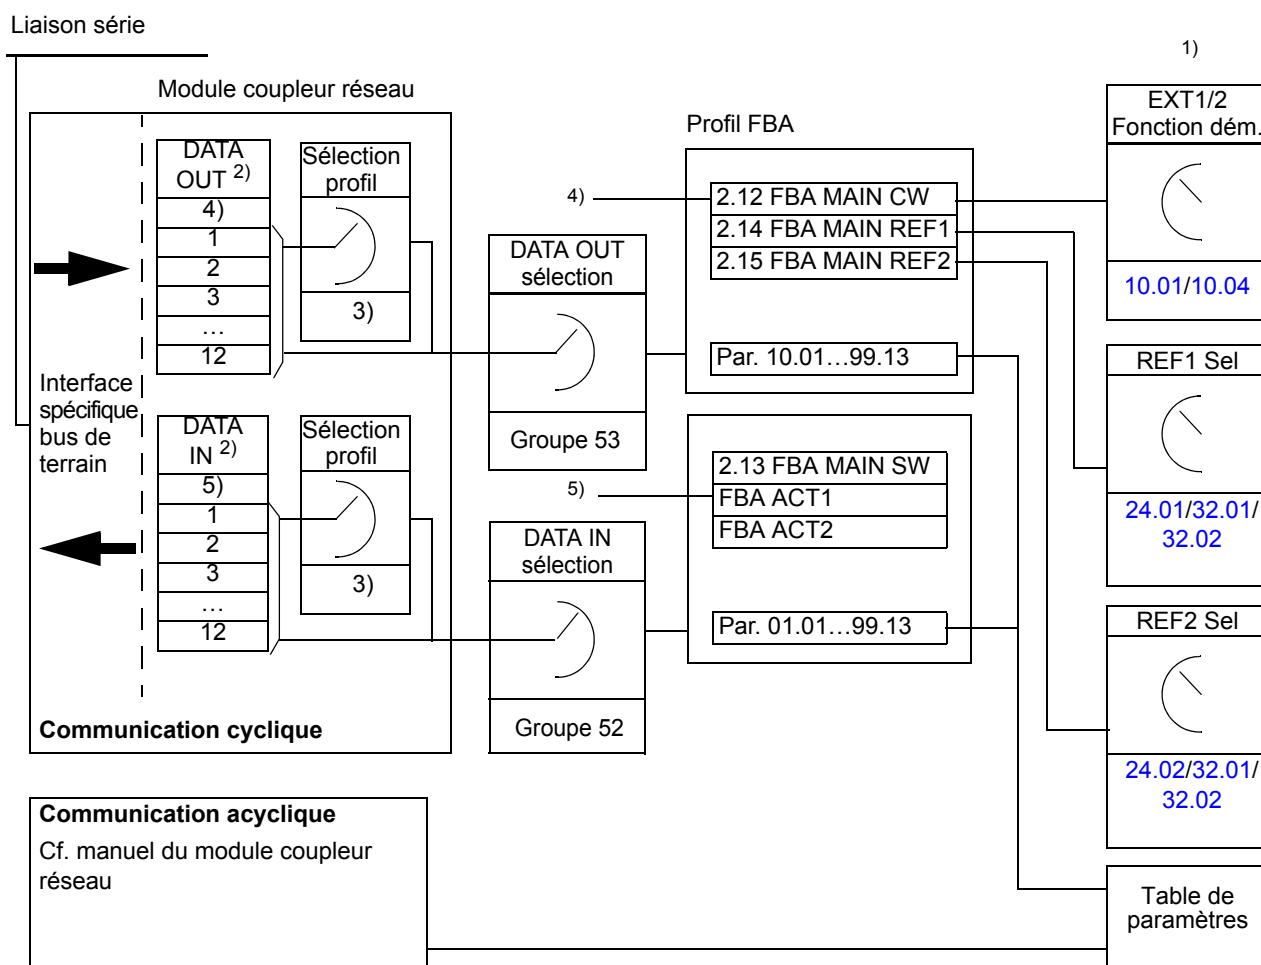 Liaison série
1)
Module coupleur réseau
Profil FBA
EXT1/2
Fonction dém.
10.01/10.04
DATA
OUT 2)
4)
1
2
3
…
12
Sélection
profil
3)
DATA OUT
sélection
Groupe 53
4)
2.12 FBA MAIN CW
2.14 FBA MAIN REF1
2.15 FBA MAIN REF2
Par. 10.01…99.13
REF1 Sel
24.01/32.01/
32.02
Interface
spécifique
bus de
terrain
DATA
IN 2)
5)
1
2
3
…
12
Sélection
profil
3)
DATA IN
sélection
Groupe 52
5)
2.13 FBA MAIN SW
FBA ACT1
FBA ACT2
Par. 01.01…99.13
REF2 Sel
24.02/32.01/
32.02
Communication cyclique
Communication acyclique
Cf. manuel du module coupleur
réseau
Table de
paramètres